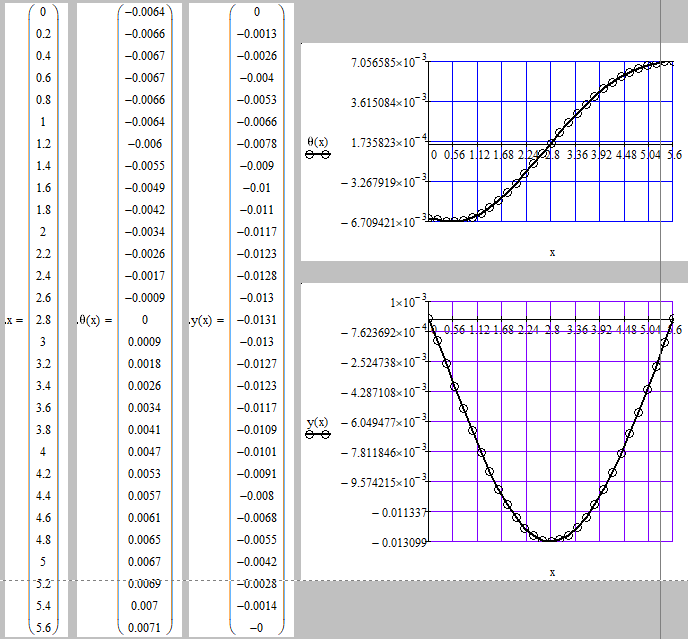 0 −0.0064 0
0.2 −0.0066 −0.0013
0.4 −0.0067 −0.0026
0.6 −0.0067 −0.004
0.8 −0.0066 −0.0053
1 −0.0064 −0.0066
1.2 −0.006 −0.0078
1.4 −0.0055 −0.009
1.6 −0.0049 −0.01
1.8 −0.0042 −0.011
2 −0.0034 −0.0117
2.2 −0.0026 −0.0123
2.4 −0.0017 −0.0128
2.6 −0.0009 −0.013
.x = 2.8 .θ(x) = 0 .y(x) = −0.0131
3 0.0009 −0.013
3.2 0.0018 −0.0127
3.4 0.0026 −0.0123
3.6 0.0034 −0.0117
3.8 0.0041 −0.0109
4 0.0047 −0.0101
4.2 0.0053 −0.0091
4.4 0.0057 −0.008
4.6 0.0061 −0.0068
4.8 0.0065 −0.0055
5 0.0067 −0.0042
5.2 0.0069 −0.0028
5.4 0.007 −0.0014
5.6 0.0071 −0
7.056585×10⁻³
3.615084×10⁻³
1.735823×10⁻⁴
θ(x)
0 0.56 1.12 1.68 2.24 2.8 3.36 3.92 4.48 5.04 5.6
−3.267919×10⁻³
−6.709421×10⁻³
x
1×10⁻³
−7.623692×10⁻⁴ 0 0.56 1.12 1.68 2.24 2.8 3.36 3.92 4.48 5.04 5.6
−2.524738×10⁻³
−4.287108×10⁻³
−6.049477×10⁻³
y(x)
−7.811846×10⁻³
−9.574215×10⁻³
−0.011337
−0.013099
x